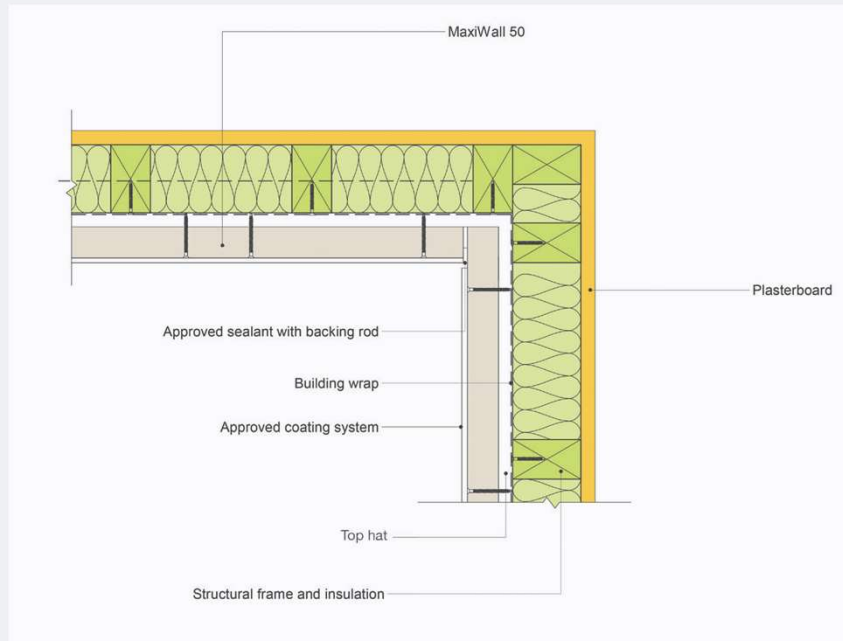 MaxiWall 50
Plasterboard
Approved sealant with backing rod
Building wrap
Approved coating system
Top hat
Structural frame and insulation